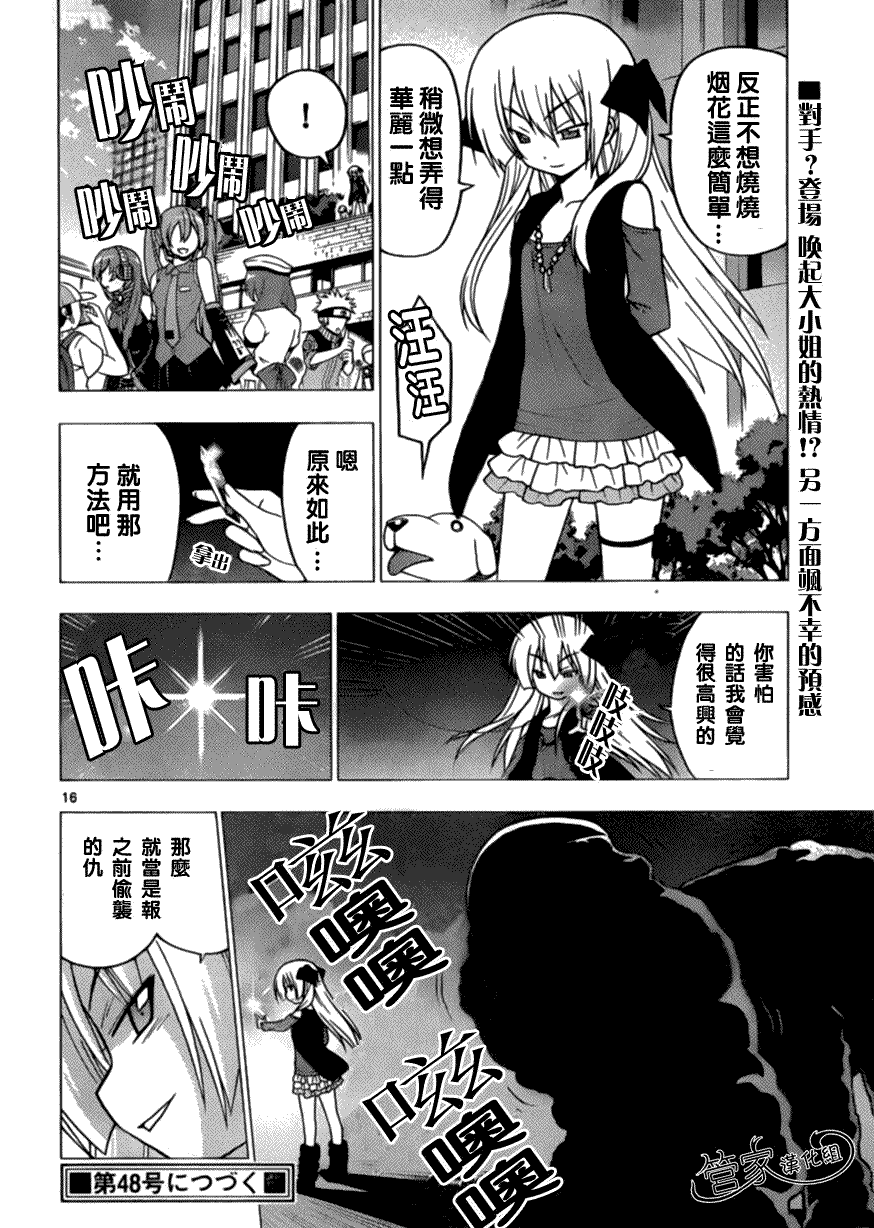 ■對手？登場 喚起大小姐的熱情!? 另一方面颯不幸的預感
反正不想燒燒
烟花這麼簡單…
稍微想弄得
華麗一點
汪汪
！
吵鬧
吵鬧
吵鬧
吵鬧
嗯
原來如此…
就用那
方法吧…
拿出
你害怕
的話我會覺
得很高興的
吱吱吱
咔
咔
16
那麼
就當是報
之前偷襲
的仇
嗞
噢噢
嗞
噢噢
■第48号につづく■
管家漢化組